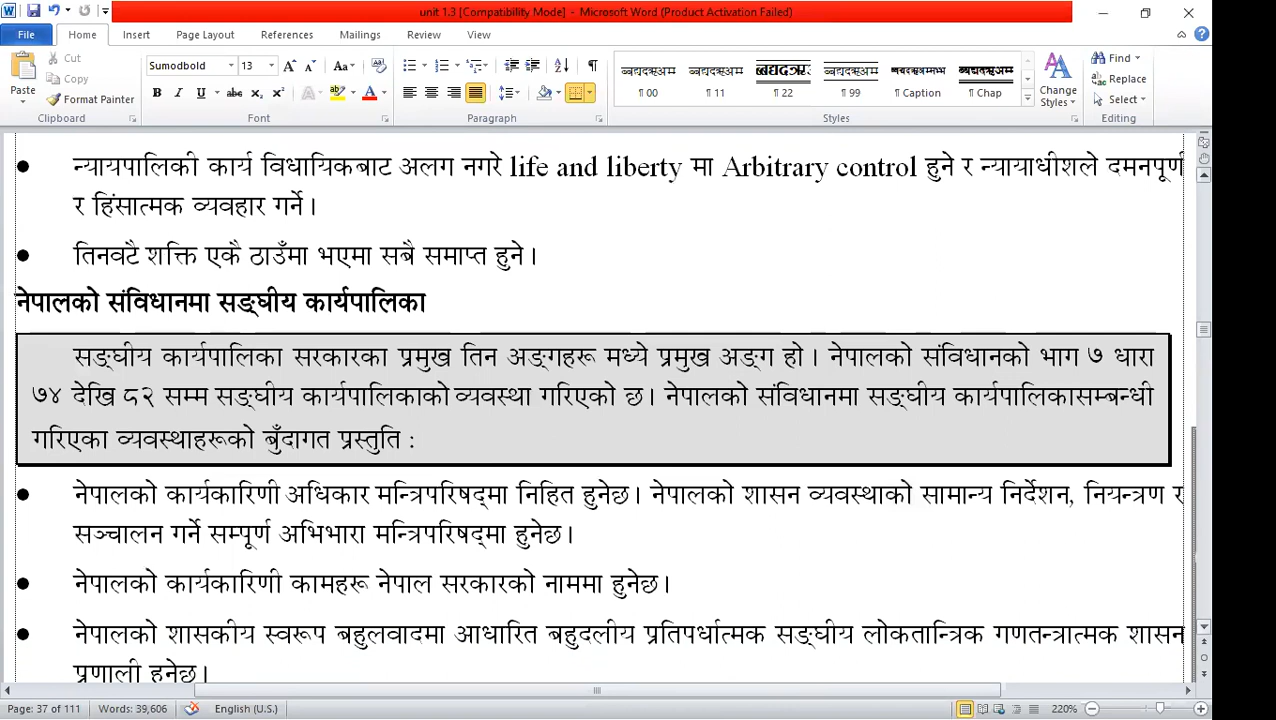 unit 1.3 [Compatibility Mode] - Microsoft Word (Product Activation Failed)
File Home Insert Page Layout References Mailings Review View
Cut
Copy
Format Painter
Paste
Clipboard
Sumodbold 13
Font
Paragraph
¶ 00 ¶ 11 ¶ 22 ¶ 99 ¶ Caption ¶ Chap
Styles
Change Styles
Find
Replace
Select
Editing
● न्यायपालिकी कार्य विधायिकबाट अलग नगरे life and liberty मा Arbitrary control हुने र न्यायाधीशले दमनपूर्ण
र हिंसात्मक व्यवहार गर्ने।
● तिनवटै शक्ति एकै ठाउँमा भएमा सबै समाप्त हुने।
नेपालको संविधानमा सङ्घीय कार्यपालिका
सङ्घीय कार्यपालिका सरकारका प्रमुख तिन अङ्गहरू मध्ये प्रमुख अङ्ग हो। नेपालको संविधानको भाग ७ धारा
७४ देखि ८२ सम्म सङ्घीय कार्यपालिकाको व्यवस्था गरिएको छ। नेपालको संविधानमा सङ्घीय कार्यपालिकासम्बन्धी
गरिएका व्यवस्थाहरूको बुँदागत प्रस्तुति :
● नेपालको कार्यकारिणी अधिकार मन्त्रिपरिषद्मा निहित हुनेछ। नेपालको शासन व्यवस्थाको सामान्य निर्देशन, नियन्त्रण र
सञ्चालन गर्ने सम्पूर्ण अभिभारा मन्त्रिपरिषद्मा हुनेछ।
● नेपालको कार्यकारिणी कामहरू नेपाल सरकारको नाममा हुनेछ।
● नेपालको शासकीय स्वरूप बहुलवादमा आधारित बहुदलीय प्रतिपर्धात्मक सङ्घीय लोकतान्त्रिक गणतन्त्रात्मक शासन
प्रणाली हुनेछ।
Page: 37 of 111 Words: 39,606 English (U.S.) 220%